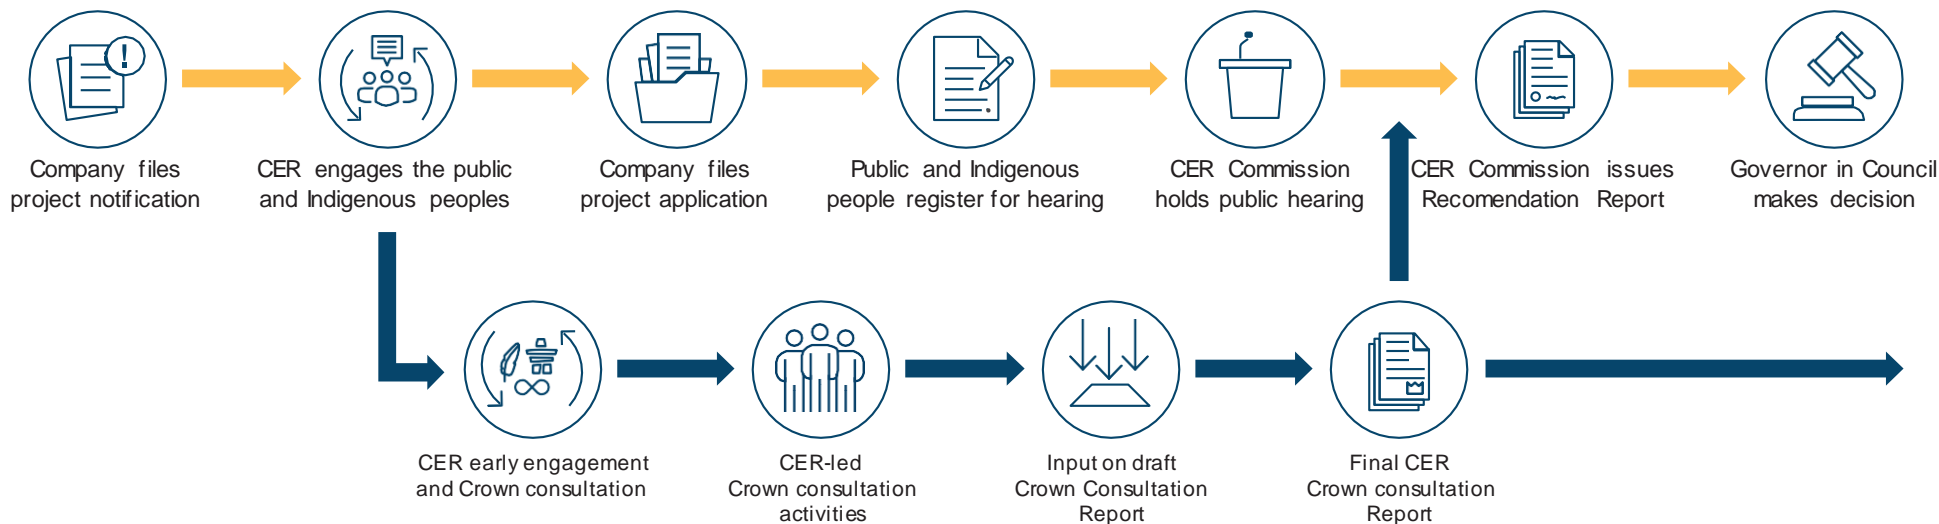 Company files
project notification
CER engages the public
and Indigenous peoples
Company files
project application
Public and Indigenous
people register for hearing
CER Commission
holds public hearing
CER Commission issues
Recomendation Report
Governor in Council
makes decision
CER early engagement
and Crown consultation
CER-led
Crown consultation
activities
Input on draft
Crown Consultation
Report
Final CER
Crown consultation
Report